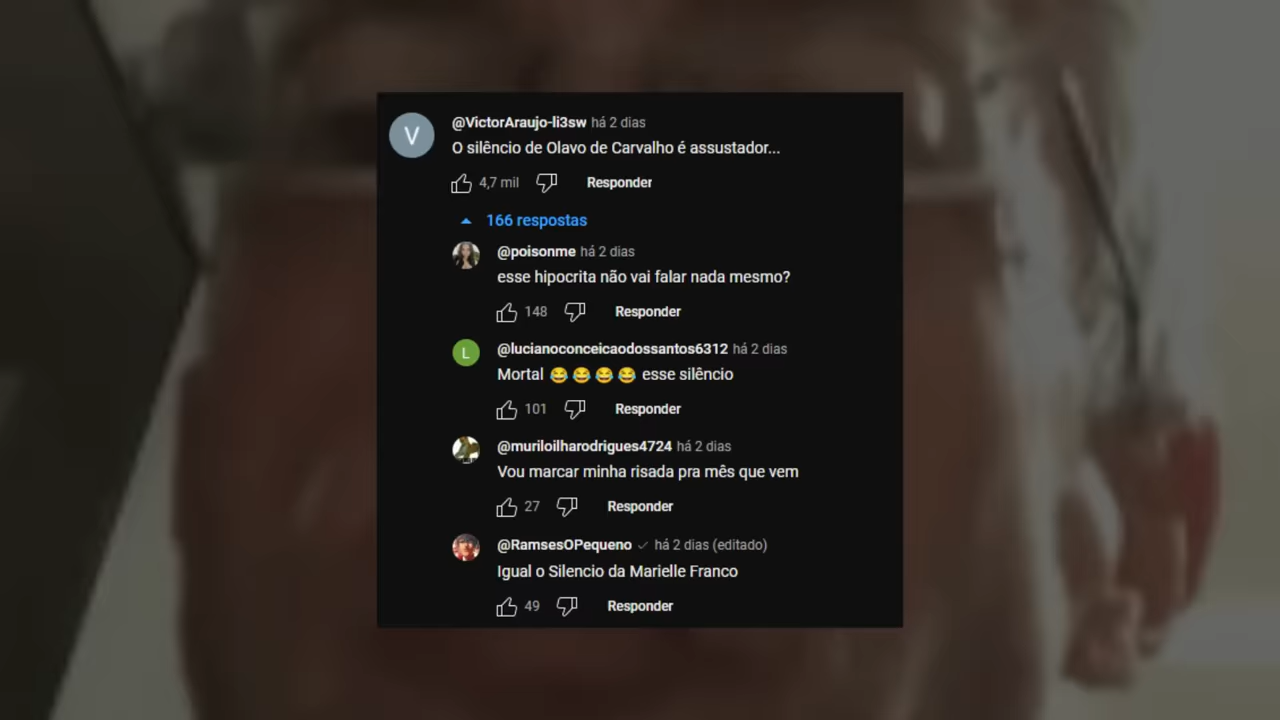 V
@VictorAraujo-li3sw há 2 dias
O silêncio de Olavo de Carvalho é assustador...
4,7 mil Responder
166 respostas
@poisonme há 2 dias
esse hipocrita não vai falar nada mesmo?
148 Responder
L
@lucianoconceicaodossantos6312 há 2 dias
Mortal 😂😂😂😂 esse silêncio
101 Responder
@muriloilharodrigues4724 há 2 dias
Vou marcar minha risada pra mês que vem
27 Responder
@RamsesOPequeno ✓ há 2 dias (editado)
Igual o Silencio da Marielle Franco
49 Responder